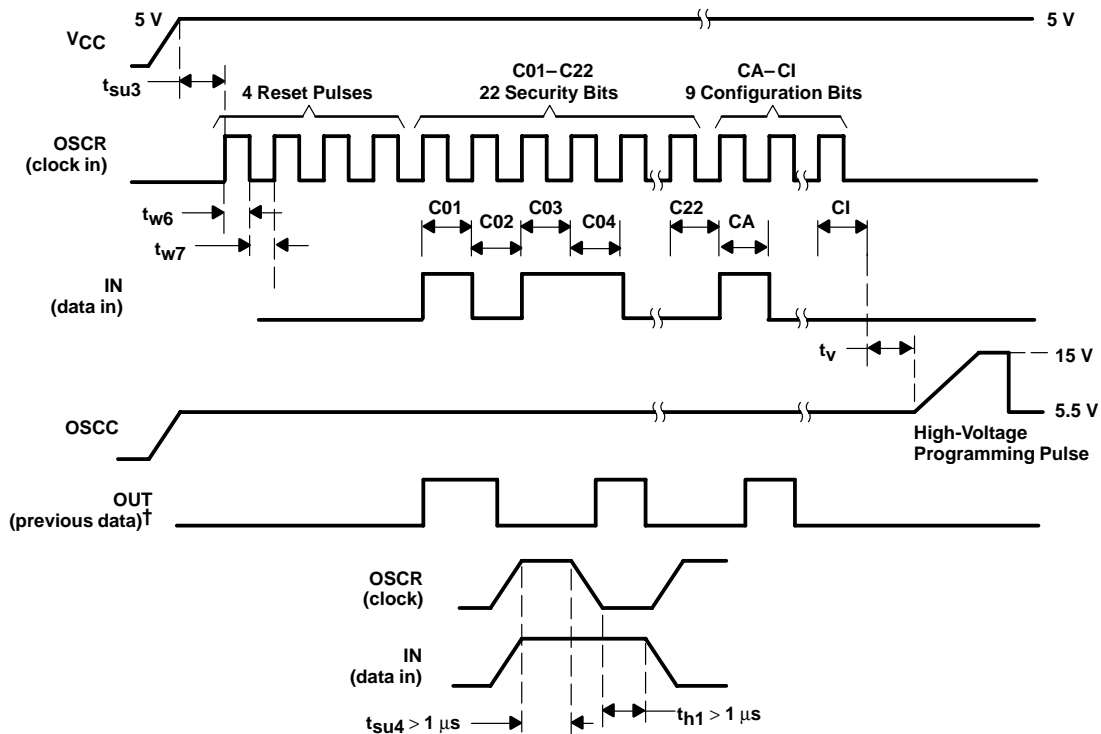 5 V
5 V
VCC
tsu3
4 Reset Pulses
C01–C22
22 Security Bits
CA–CI
9 Configuration Bits
OSCR
(clock in)
tw6
tw7
C01
C02
C03
C04
C22
CA
CI
IN
(data in)
tv
15 V
5.5 V
OSCC
High-Voltage
Programming Pulse
OUT
(previous data)†
OSCR
(clock)
IN
(data in)
tsu4 > 1 μs
th1 > 1 μs